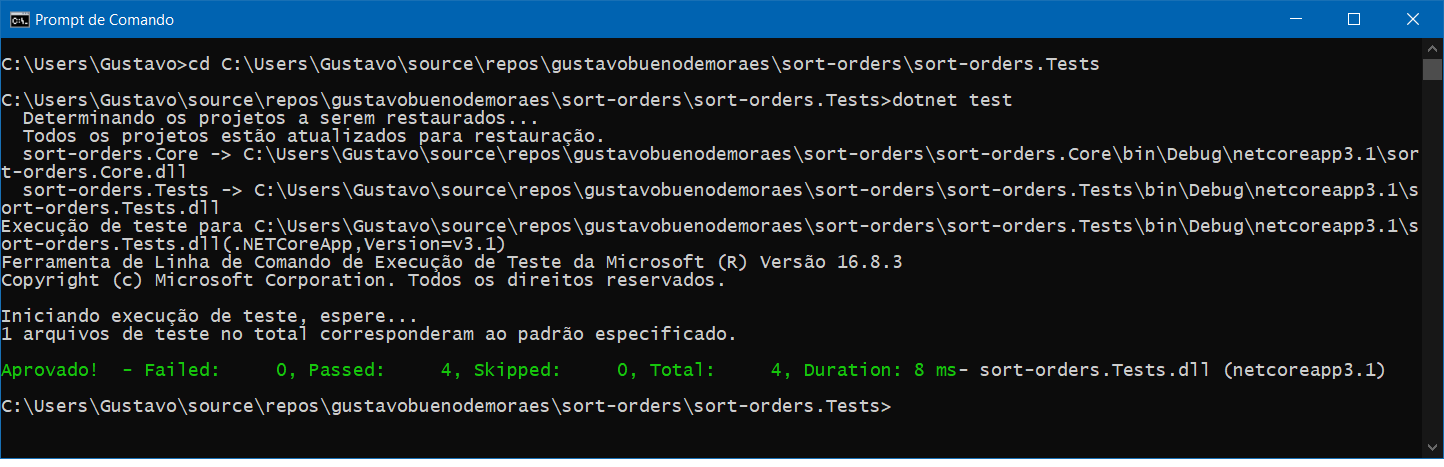 Prompt de Comando
C:\Users\Gustavo>cd C:\Users\Gustavo\source\repos\gustavobuenodemoraes\sort-orders\sort-orders.Tests
C:\Users\Gustavo\source\repos\gustavobuenodemoraes\sort-orders\sort-orders.Tests>dotnet test
  Determinando os projetos a serem restaurados...
  Todos os projetos estão atualizados para restauração.
  sort-orders.Core -> C:\Users\Gustavo\source\repos\gustavobuenodemoraes\sort-orders\sort-orders.Core\bin\Debug\netcoreapp3.1\sor
t-orders.Core.dll
  sort-orders.Tests -> C:\Users\Gustavo\source\repos\gustavobuenodemoraes\sort-orders\sort-orders.Tests\bin\Debug\netcoreapp3.1\s
ort-orders.Tests.dll
Execução de teste para C:\Users\Gustavo\source\repos\gustavobuenodemoraes\sort-orders\sort-orders.Tests\bin\Debug\netcoreapp3.1\s
ort-orders.Tests.dll(.NETCoreApp,Version=v3.1)
Ferramenta de Linha de Comando de Execução de Teste da Microsoft (R) Versão 16.8.3
Copyright (c) Microsoft Corporation. Todos os direitos reservados.
Iniciando execução de teste, espere...
1 arquivos de teste no total corresponderam ao padrão especificado.
Aprovado!  - Failed:     0, Passed:     4, Skipped:     0, Total:     4, Duration: 8 ms- sort-orders.Tests.dll (netcoreapp3.1)
C:\Users\Gustavo\source\repos\gustavobuenodemoraes\sort-orders\sort-orders.Tests>